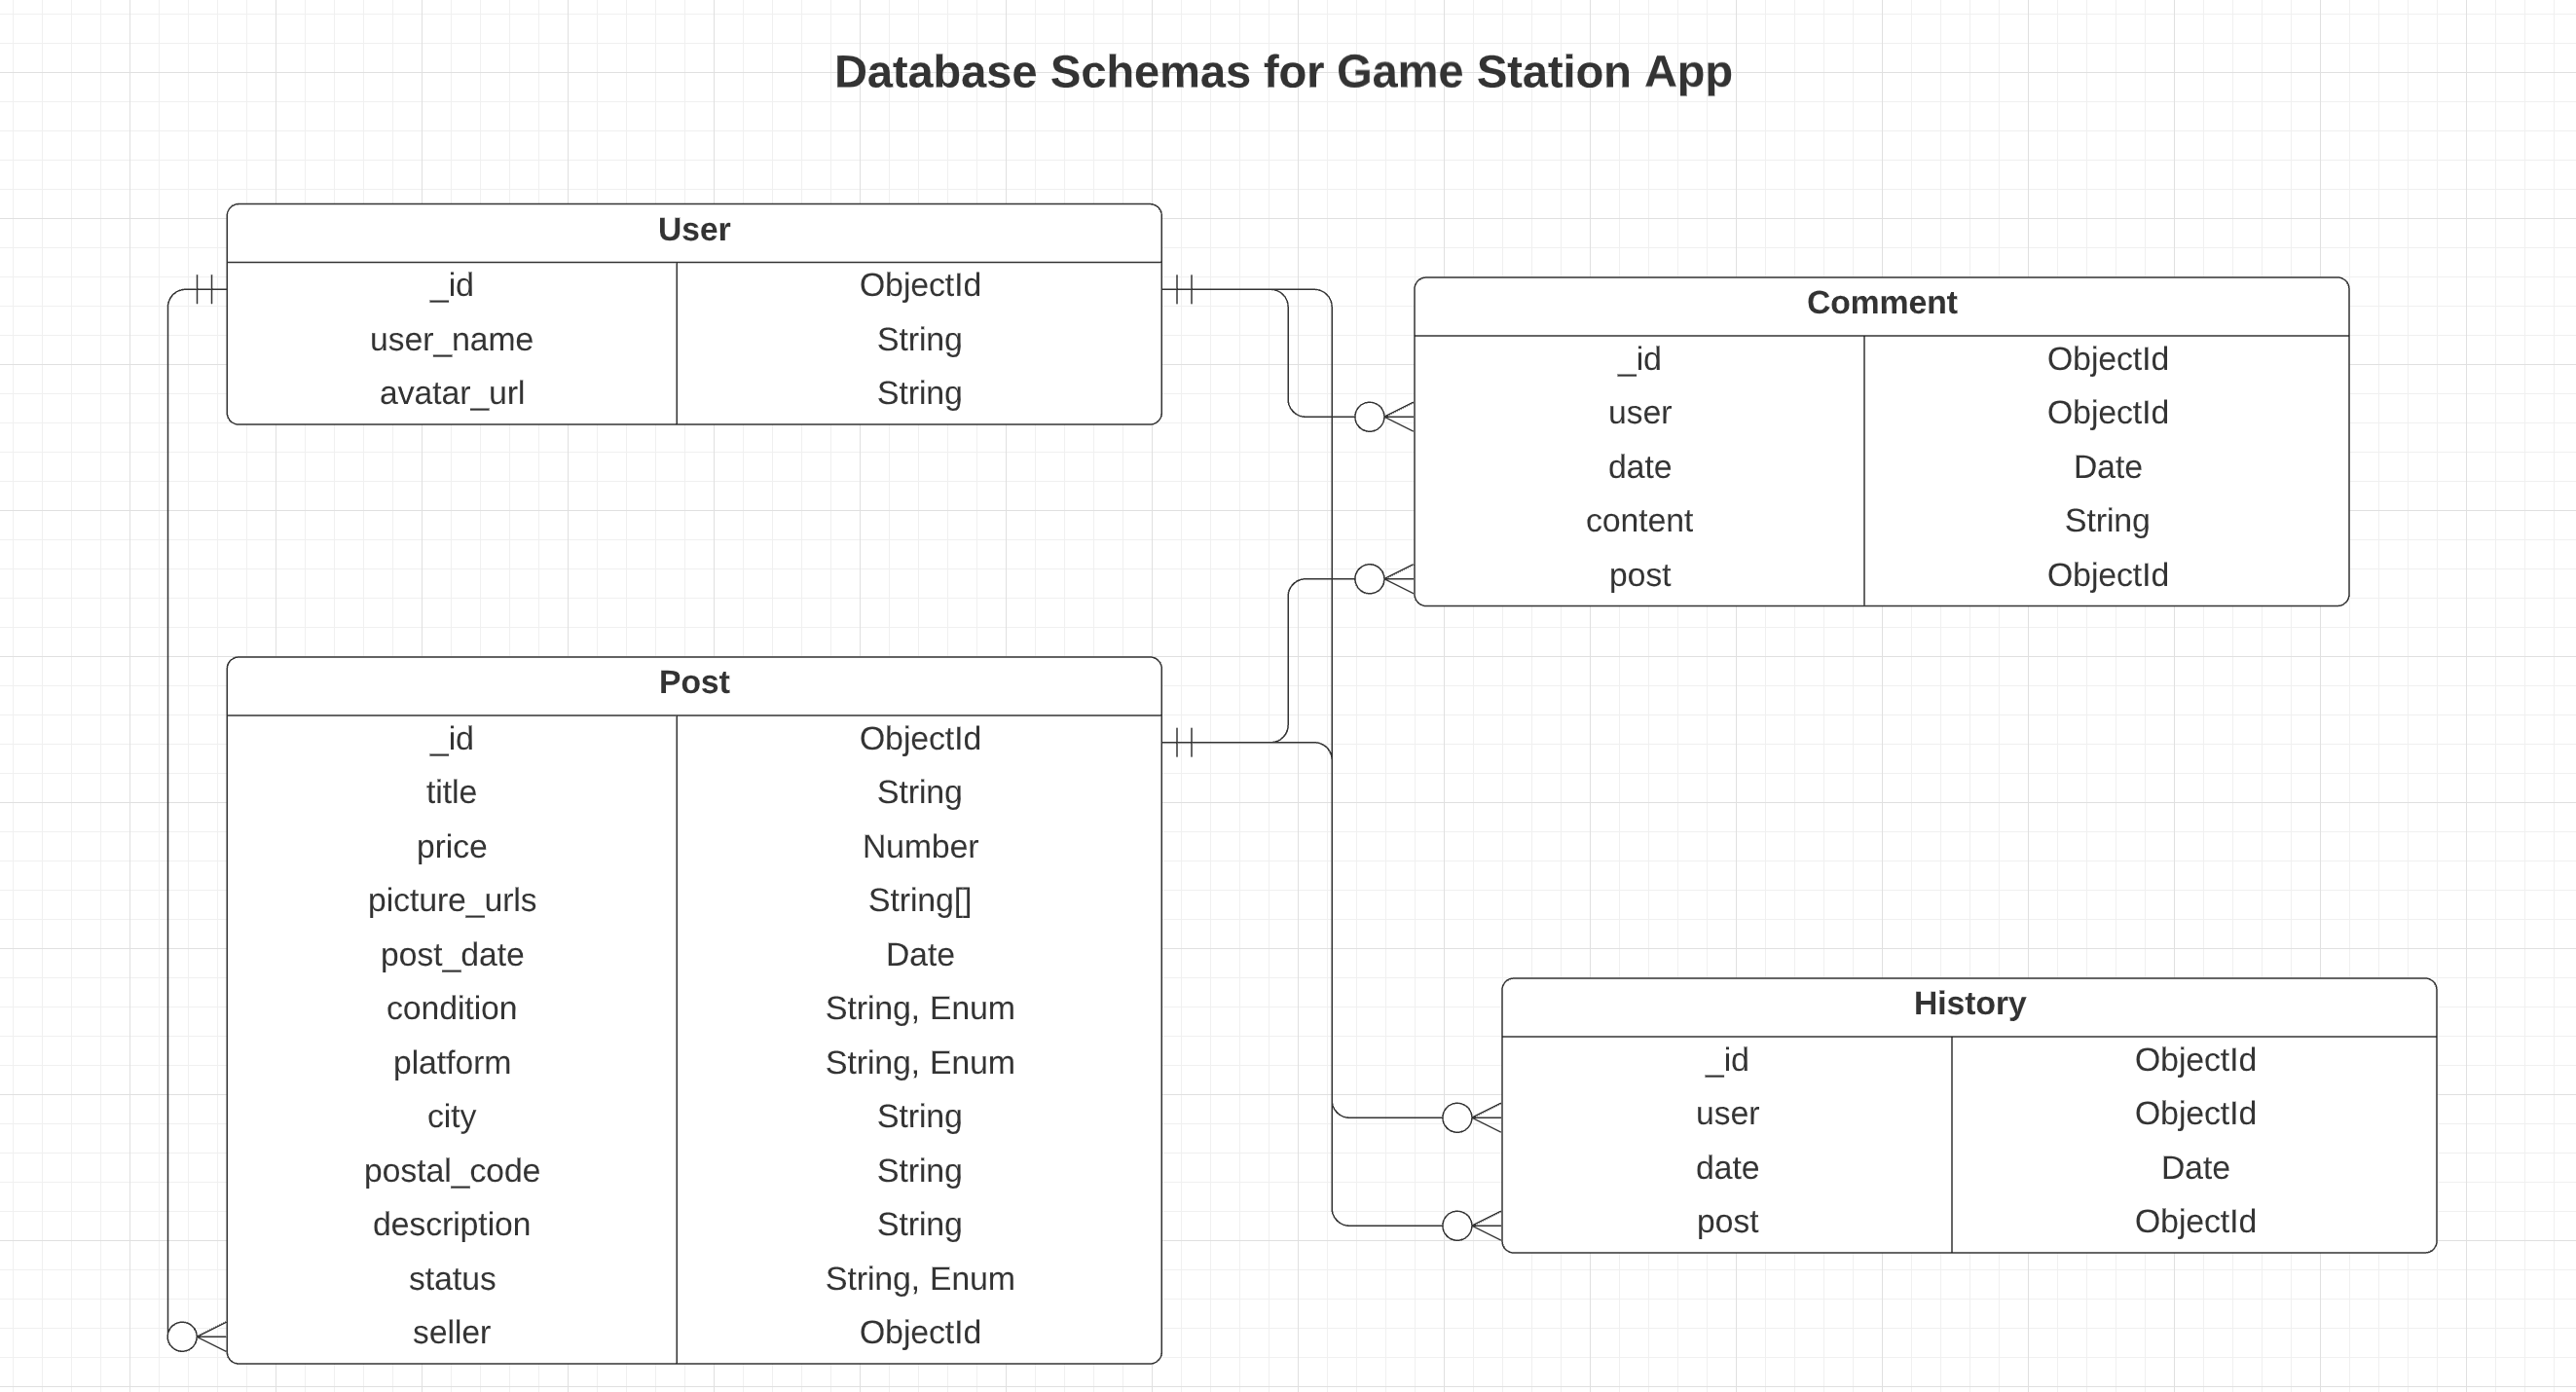 Database Schemas for Game Station App
User
_id ObjectId
user_name String
avatar_url String
Comment
_id ObjectId
user ObjectId
date Date
content String
post ObjectId
Post
_id ObjectId
title String
price Number
picture_urls String[]
post_date Date
condition String, Enum
platform String, Enum
city String
postal_code String
description String
status String, Enum
seller ObjectId
History
_id ObjectId
user ObjectId
date Date
post ObjectId